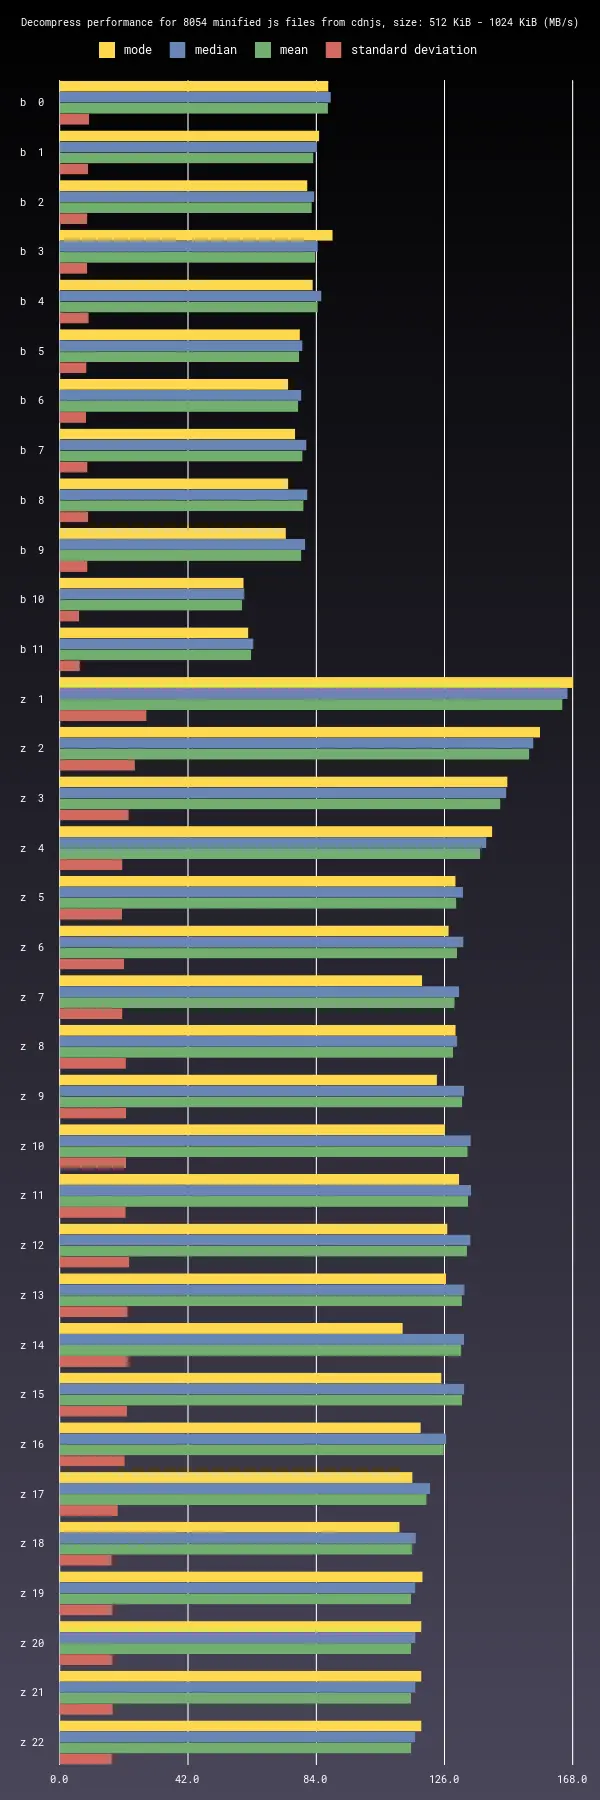 Decompress performance for 8054 minified js files from cdnjs, size: 512 KiB - 1024 KiB (MB/s)
mode median mean standard deviation
b 0
b 1
b 2
b 3
b 4
b 5
b 6
b 7
b 8
b 9
b 10
b 11
z 1
z 2
z 3
z 4
z 5
z 6
z 7
z 8
z 9
z 10
z 11
z 12
z 13
z 14
z 15
z 16
z 17
z 18
z 19
z 20
z 21
z 22
0.0 42.0 84.0 126.0 168.0